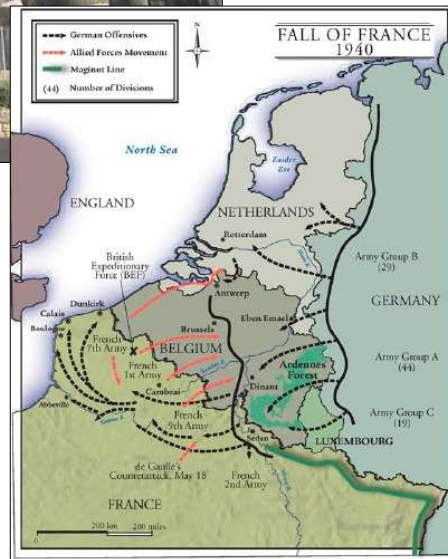 German Offensives
Allied Forces Movement
Maginot Line
(44) Number of Divisions
N
S
FALL OF FRANCE
1940
North Sea
Zuider
Zee
ENGLAND
NETHERLANDS
Rotterdam
British
Expeditionary
Force (BEF)
Army Group B
(29)
Antwerp
GERMANY
Dunkirk
Calais
Boulogne
French
7th Army
Brussels
Eben Emael
BELGIUM
French
1st Army
Army Group A
(44)
Ardennes
Forest
Dinant
Cambrai
Abbeville
French
9th Army
Army Group C
(19)
Sedan
LUXEMBOURG
de Gaulle's
Counterattack, May 18
French
2nd Army
FRANCE
0 200 km 200 miles